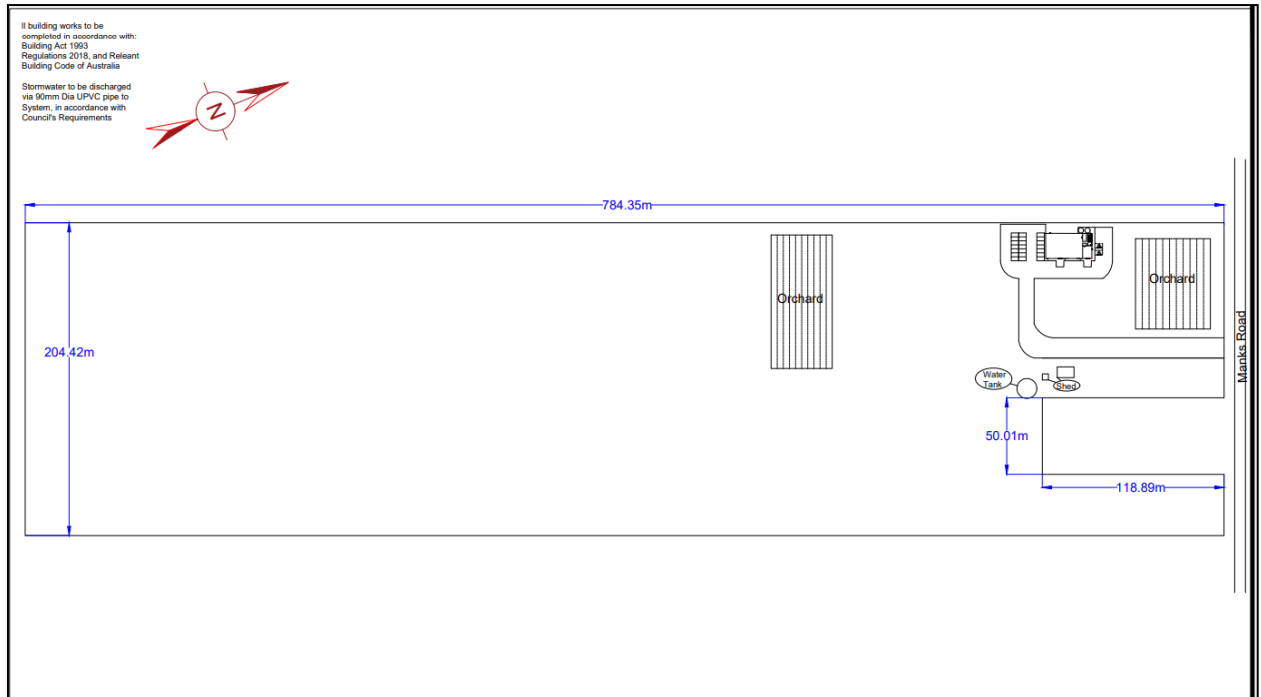 ll building works to be
completed in accordance with:
Building Act 1993
Regulations 2018, and Releant
Building Code of Australia
Stormwater to be discharged
via 90mm Dia UPVC pipe to
System, in accordance with
Council's Requirements
N
784.35m
Orchard
Orchard
Manks Road
204.42m
Water
Tank
Shed
50.01m
118.89m